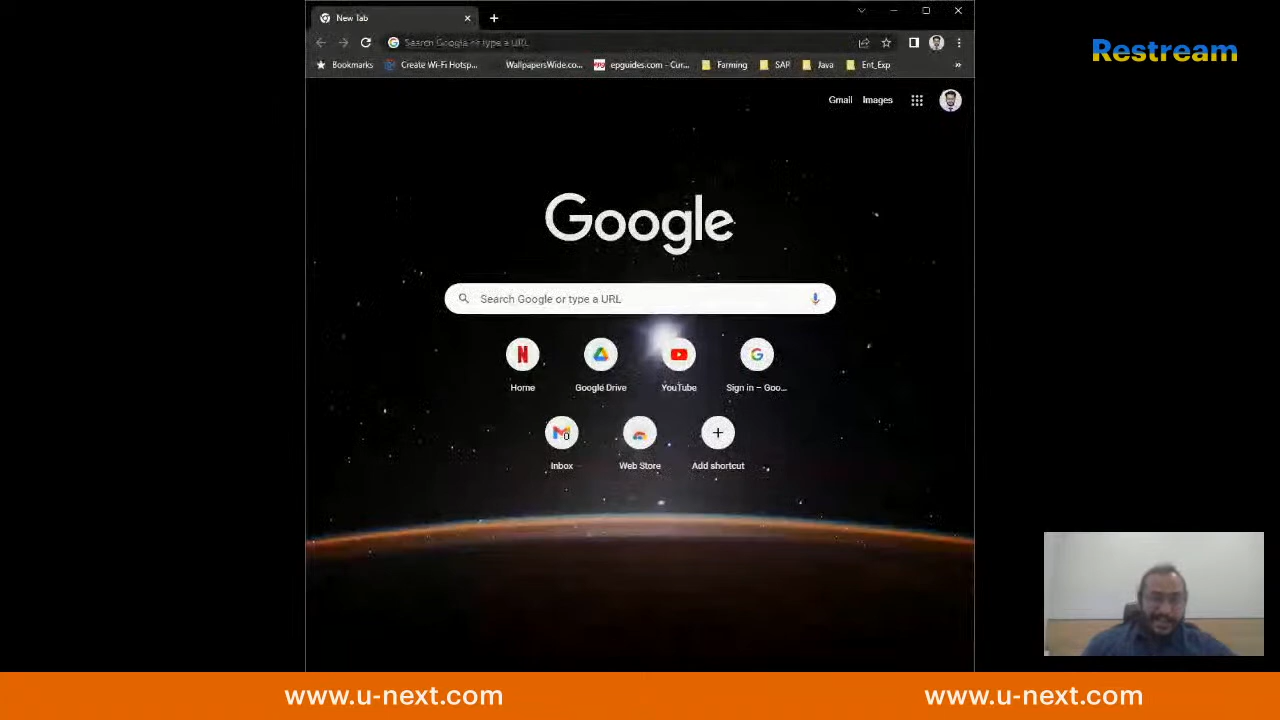 New Tab
Restream
Search Google or type a URL
Bookmarks Create Wi-Fi Hotsp... WallpapersWide.co... epguides.com - Cur... Farming SAP Java Ent_Exp »
Gmail Images
Google
Search Google or type a URL
Home Google Drive YouTube Sign in – Goo...
Inbox Web Store Add shortcut
www.u-next.com www.u-next.com